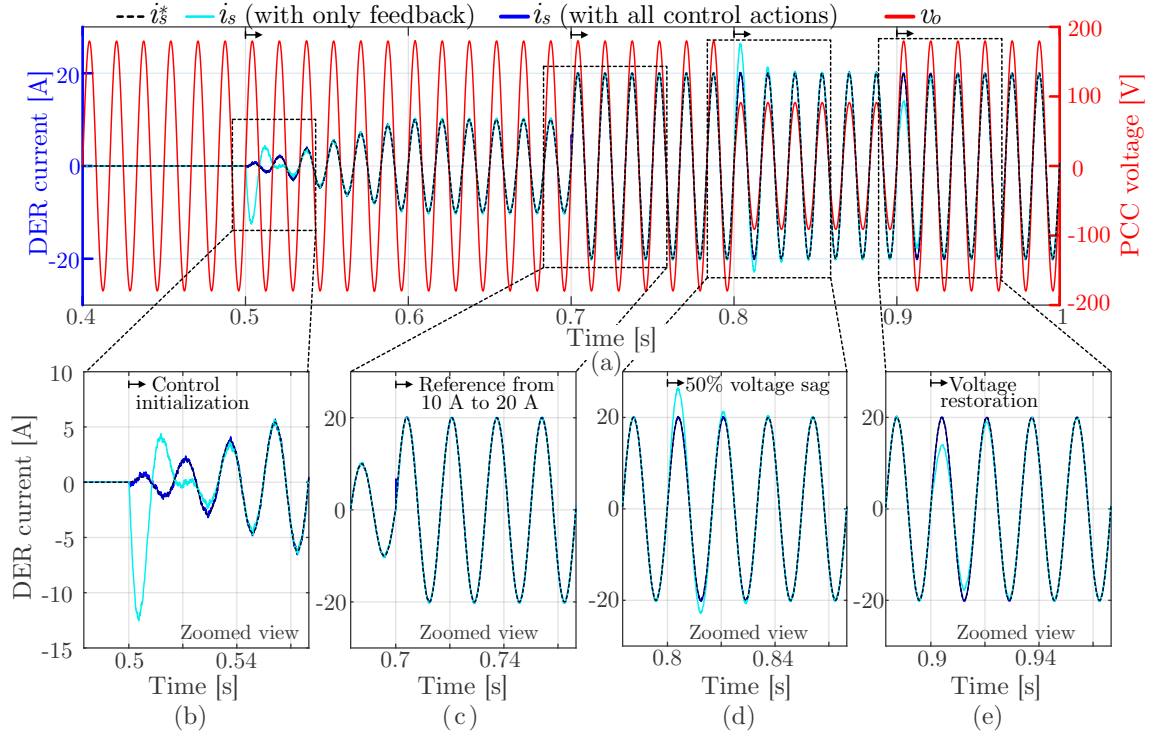 i*s is (with only feedback) is (with all control actions) vo
DER current [A]
20
0
-20
200
100
0
-100
-200
PCC voltage [V]
0.4 0.5 0.6 0.7 0.8 0.9 1
Time [s]
(a)
DER current [A]
10
5
0
-5
-10
-15
Control
initialization
Zoomed view
0.5 0.54
Time [s]
(b)
20
0
-20
Reference from
10 A to 20 A
Zoomed view
0.7 0.74
Time [s]
(c)
20
0
-20
50% voltage sag
Zoomed view
0.8 0.84
Time [s]
(d)
20
0
-20
Voltage
restoration
Zoomed view
0.9 0.94
Time [s]
(e)